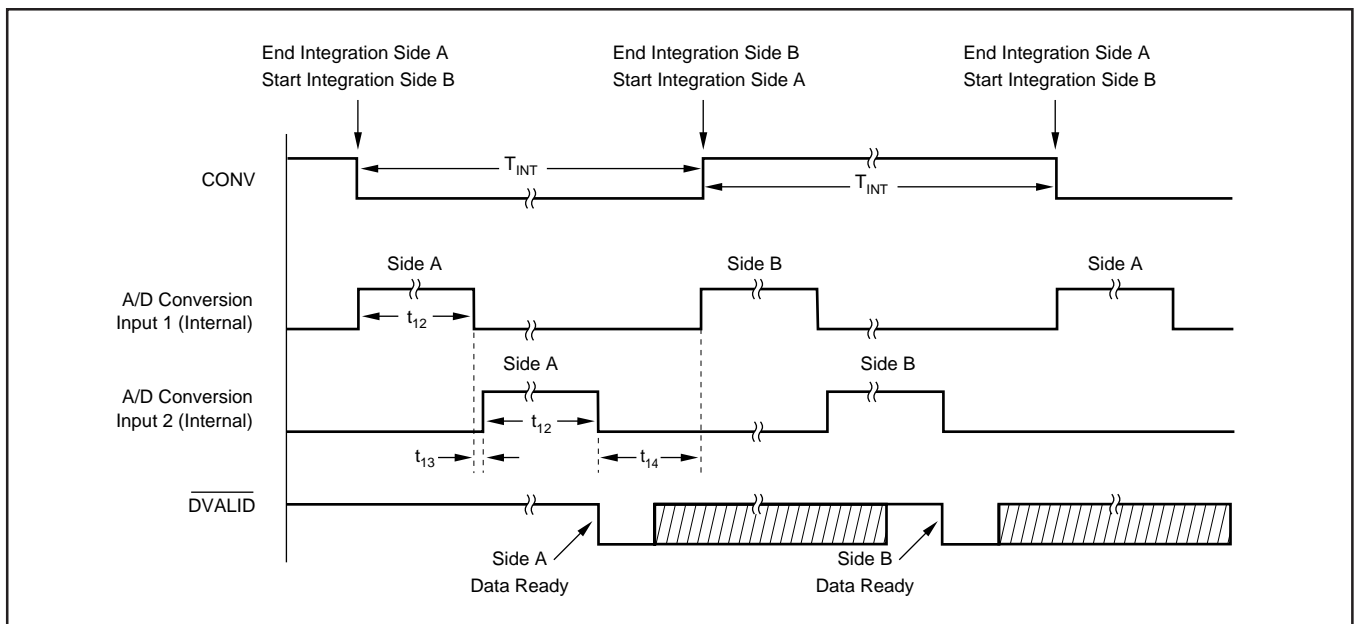 End Integration Side A
Start Integration Side B
End Integration Side B
Start Integration Side A
End Integration Side A
Start Integration Side B
CONV
TINT
TINT
A/D Conversion
Input 1 (Internal)
Side A
t12
Side B
Side A
A/D Conversion
Input 2 (Internal)
Side A
t12
Side B
t13
t14
DVALID
Side A
Data Ready
Side B
Data Ready